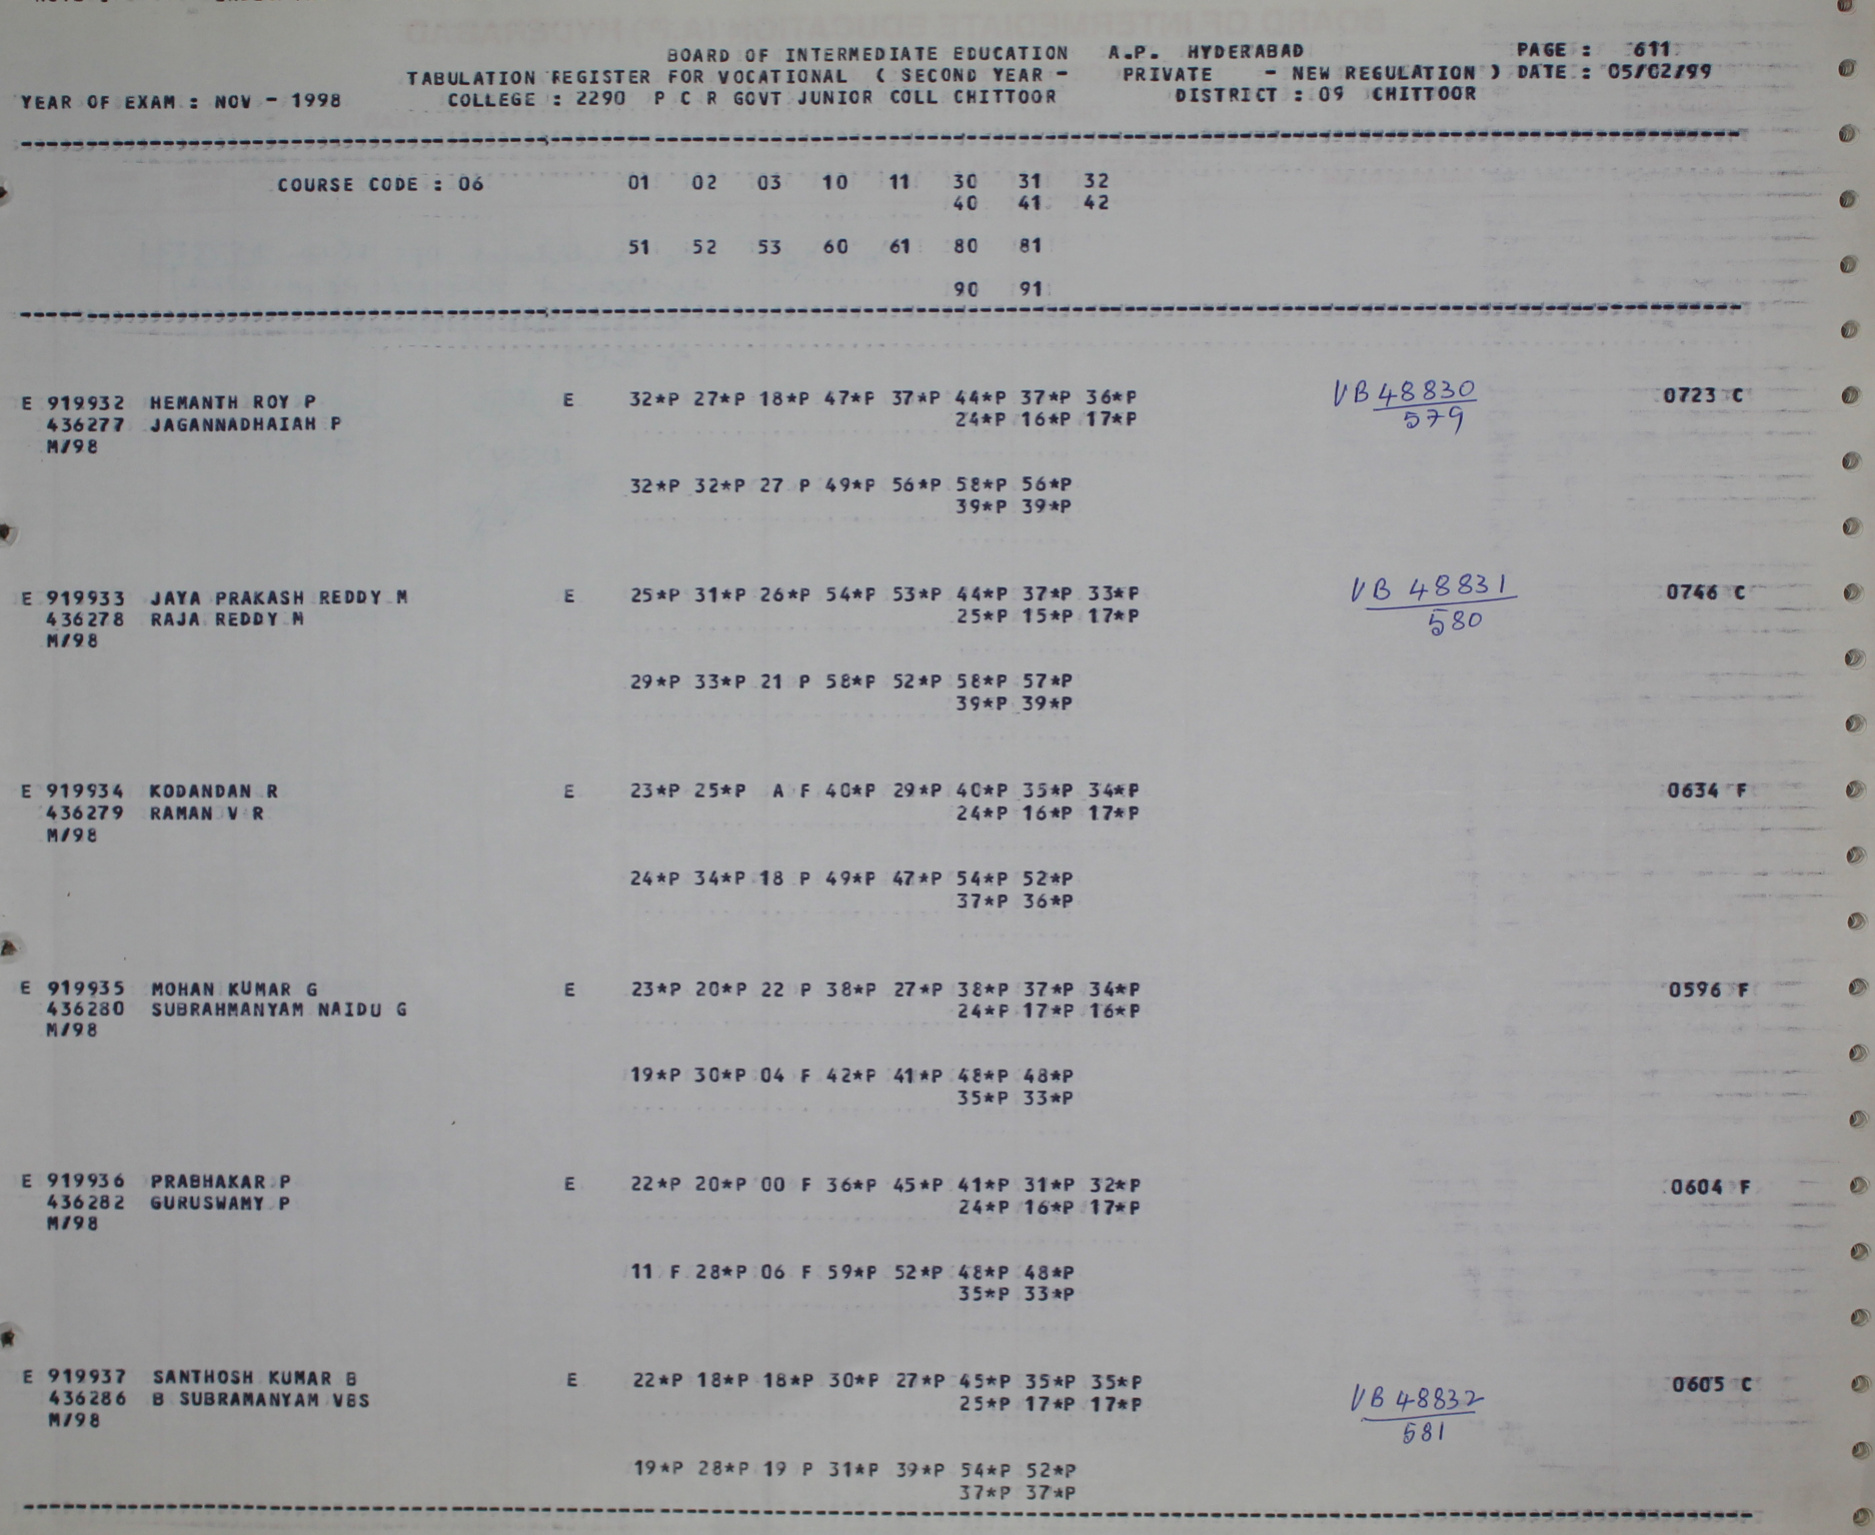 BOARD OF INTERMEDIATE EDUCATION A.P. HYDERABAD PAGE : 611
TABULATION REGISTER FOR VOCATIONAL ( SECOND YEAR - PRIVATE - NEW REGULATION ) DATE : 05/02/99
YEAR OF EXAM : NOV - 1998 COLLEGE : 2290 P C R GOVT JUNIOR COLL CHITTOOR DISTRICT : 09 CHITTOOR
COURSE CODE : 06 01 02 03 10 11 30 31 32
40 41 42
51 52 53 60 61 80 81
90 91
E 919932 HEMANTH ROY P E 32*P 27*P 18*P 47*P 37*P 44*P 37*P 36*P VB 48830 0723 C
436277 JAGANNADHAIAH P 24*P 16*P 17*P 579
M/98
32*P 32*P 27 P 49*P 56*P 58*P 56*P
39*P 39*P
E 919933 JAYA PRAKASH REDDY M E 25*P 31*P 26*P 54*P 53*P 44*P 37*P 33*P VB 48831 0746 C
436278 RAJA REDDY M 25*P 15*P 17*P 580
M/98
29*P 33*P 21 P 58*P 52*P 58*P 57*P
39*P 39*P
E 919934 KODANDAN R E 23*P 25*P A F 40*P 29*P 40*P 35*P 34*P 0634 F
436279 RAMAN V R 24*P 16*P 17*P
M/98
24*P 34*P 18 P 49*P 47*P 54*P 52*P
37*P 36*P
E 919935 MOHAN KUMAR G E 23*P 20*P 22 P 38*P 27*P 38*P 37*P 34*P 0596 F
436280 SUBRAHMANYAM NAIDU G 24*P 17*P 16*P
M/98
19*P 30*P 04 F 42*P 41*P 48*P 48*P
35*P 33*P
E 919936 PRABHAKAR P E 22*P 20*P 00 F 36*P 45*P 41*P 31*P 32*P 0604 F
436282 GURUSWAMY P 24*P 16*P 17*P
M/98
11 F 28*P 06 F 59*P 52*P 48*P 48*P
35*P 33*P
E 919937 SANTHOSH KUMAR B E 22*P 18*P 18*P 30*P 27*P 45*P 35*P 35*P 0605 C
436286 B SUBRAMANYAM VBS 25*P 17*P 17*P VB 48832
M/98 581
19*P 28*P 19 P 31*P 39*P 54*P 52*P
37*P 37*P